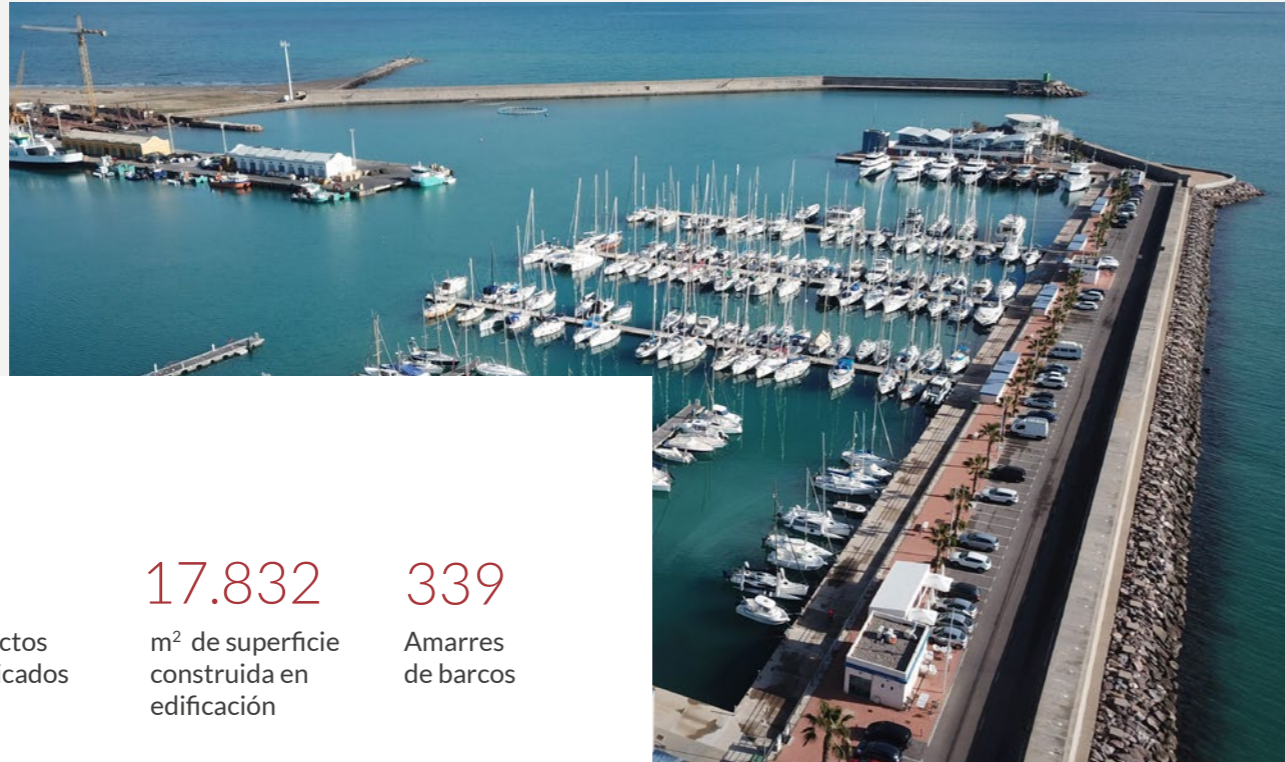 17.832
339
m² de superficie
construida en
edificación
Amarres
de barcos